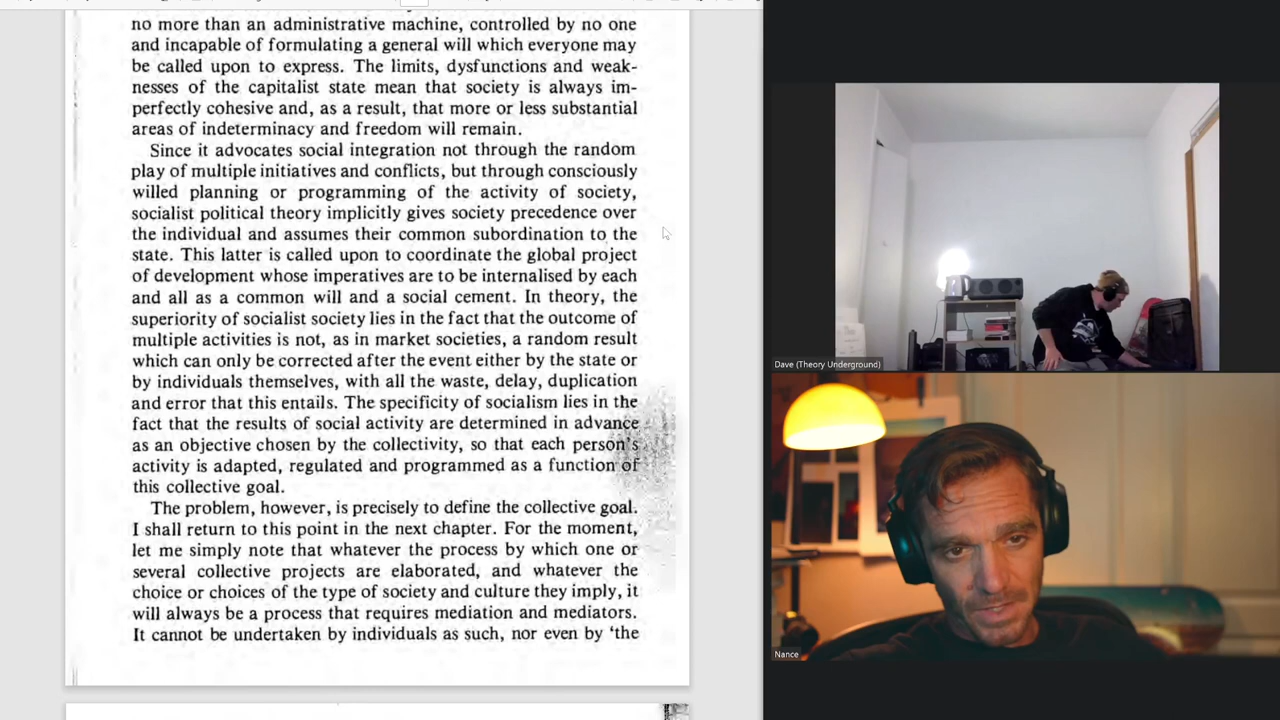 no more than an administrative machine, controlled by no one
and incapable of formulating a general will which everyone may
be called upon to express. The limits, dysfunctions and weak-
nesses of the capitalist state mean that society is always im-
perfectly cohesive and, as a result, that more or less substantial
areas of indeterminacy and freedom will remain.
Since it advocates social integration not through the random
play of multiple initiatives and conflicts, but through consciously
willed planning or programming of the activity of society,
socialist political theory implicitly gives society precedence over
the individual and assumes their common subordination to the
state. This latter is called upon to coordinate the global project
of development whose imperatives are to be internalised by each
and all as a common will and a social cement. In theory, the
superiority of socialist society lies in the fact that the outcome of
multiple activities is not, as in market societies, a random result
which can only be corrected after the event either by the state or
by individuals themselves, with all the waste, delay, duplication
and error that this entails. The specificity of socialism lies in the
fact that the results of social activity are determined in advance
as an objective chosen by the collectivity, so that each person's
activity is adapted, regulated and programmed as a function of
this collective goal.
The problem, however, is precisely to define the collective goal.
I shall return to this point in the next chapter. For the moment,
let me simply note that whatever the process by which one or
several collective projects are elaborated, and whatever the
choice or choices of the type of society and culture they imply, it
will always be a process that requires mediation and mediators.
It cannot be undertaken by individuals as such, nor even by 'the
Dave (Theory Underground)
Nance